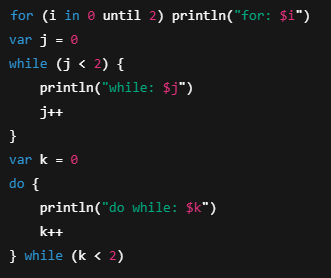 for (i in 0 until 2) println("for: $i")
var j = 0
while (j < 2) {
    println("while: $j")
    j++
}
var k = 0
do {
    println("do while: $k")
    k++
} while (k < 2)